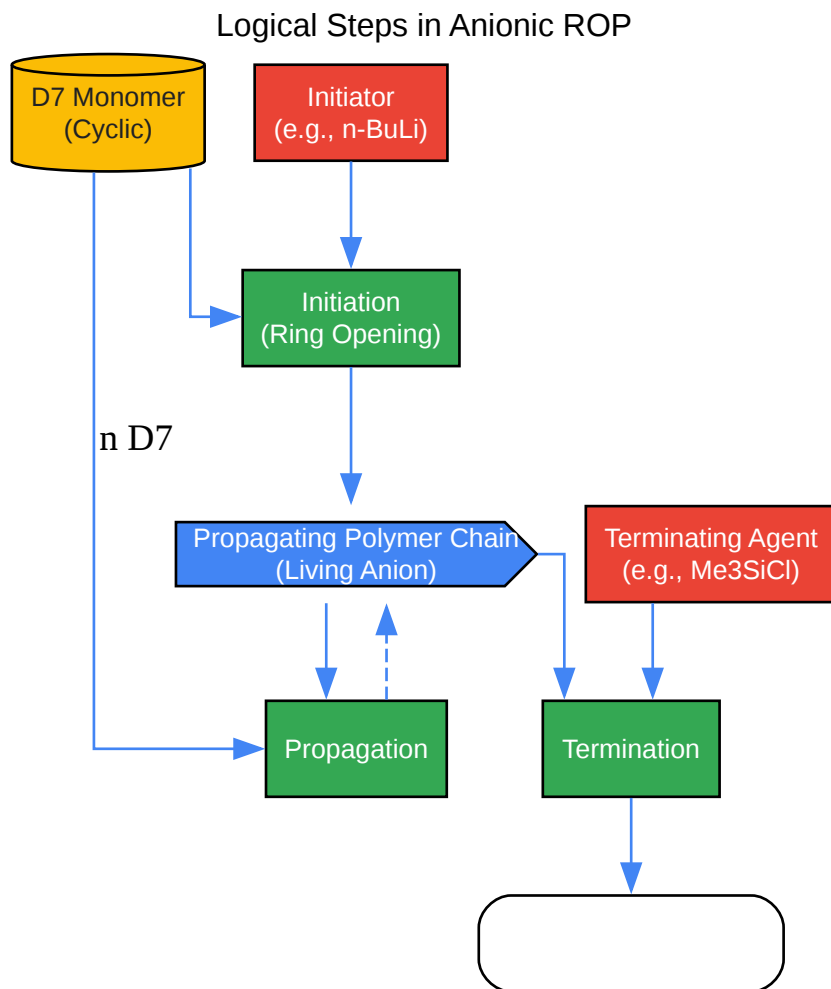 Logical Steps in Anionic ROP
D7 Monomer
(Cyclic)
Initiator
(e.g., n-BuLi)
Initiation
(Ring Opening)
n D7
Propagating Polymer Chain
(Living Anion)
Terminating Agent
(e.g., Me3SiCl)
Propagation
Termination